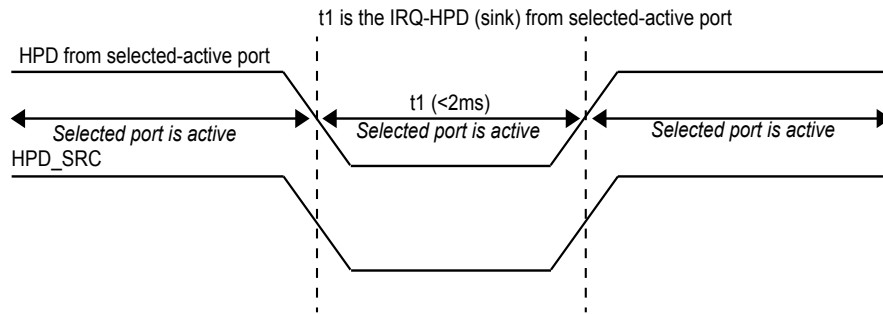 t1 is the IRQ-HPD (sink) from selected-active port
HPD from selected-active port
t1 (<2ms)
Selected port is active
Selected port is active
Selected port is active
HPD_SRC